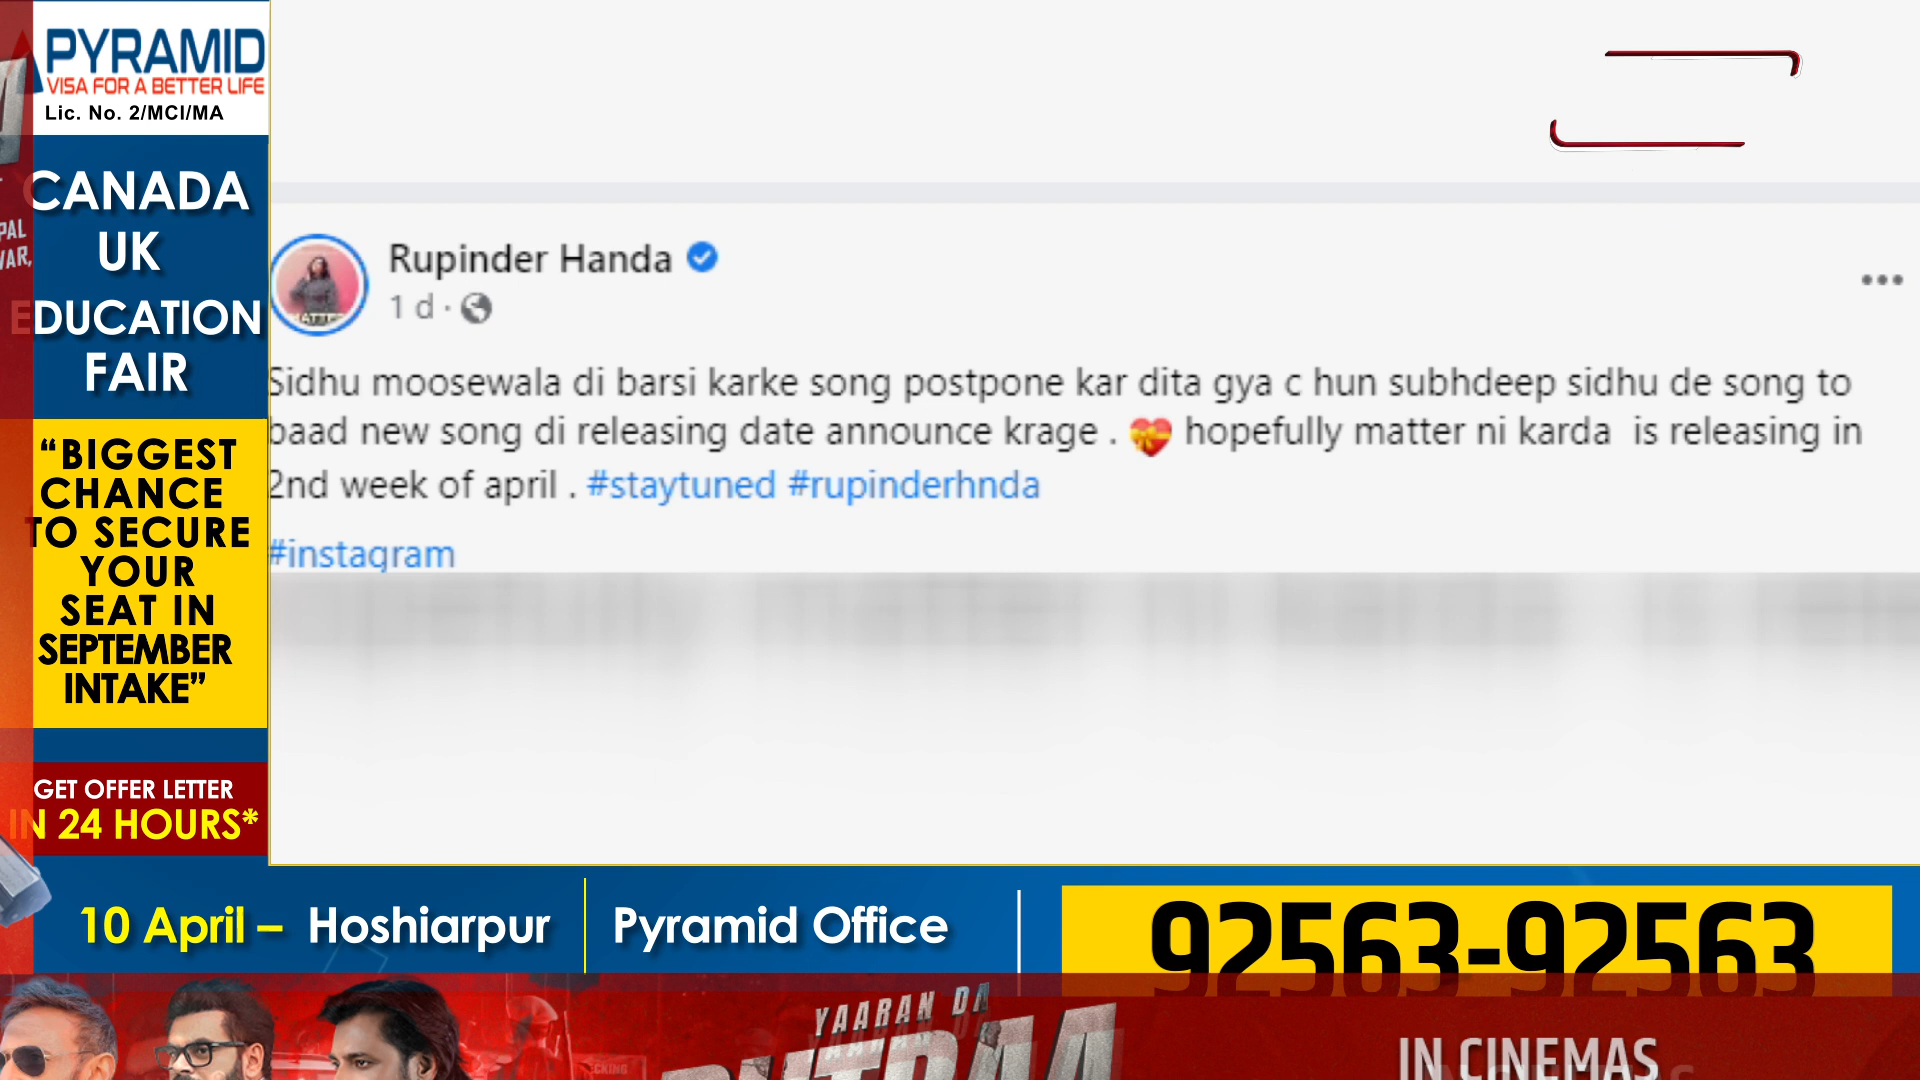 PYRAMID
VISA FOR A BETTER LIFE
Lic. No. 2/MCI/MA
CANADA
UK
EDUCATION
FAIR
“BIGGEST
CHANCE
TO SECURE
YOUR
SEAT IN
SEPTEMBER
INTAKE”
GET OFFER LETTER
IN 24 HOURS*
Rupinder Handa
1 d ·
Sidhu moosewala di barsi karke song postpone kar dita gya c hun subhdeep sidhu de song to
baad new song di releasing date announce krage . 💝 hopefully matter ni karda is releasing in
2nd week of april . #staytuned #rupinderhnda
#instagram
10 April – Hoshiarpur
Pyramid Office
92563-92563
YAARAN DA
IN CINEMAS